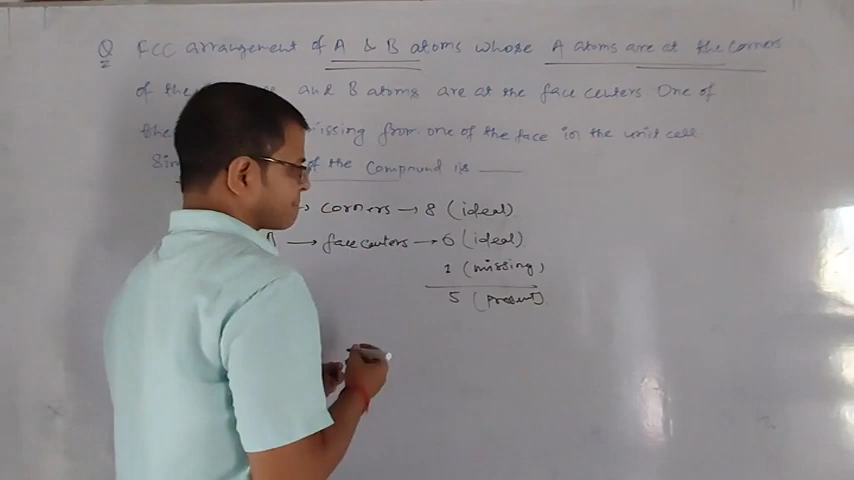 Q FCC arrangement of A & B atoms whose A atoms are at the corners
of the and B atoms are at the face centers One of
the missing from one of the face in the unit cell
Sim of the Compound is ______
→ corners → 8 (ideal)
→ face centers → 6 (ideal)
1 (missing)
5 (Present)